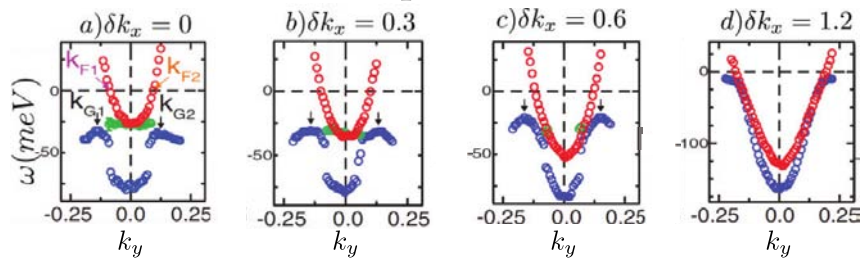 a)δk_x = 0
b)δk_x = 0.3
c)δk_x = 0.6
d)δk_x = 1.2
ω(meV)
0
-50
k_F1
k_F2
k_G1
k_G2
-0.25 0.0 0.25
k_y
0
-50
-0.25 0.0 0.25
k_y
0
-50
-0.25 0.0 0.25
k_y
0
-100
-0.25 0.0 0.25
k_y